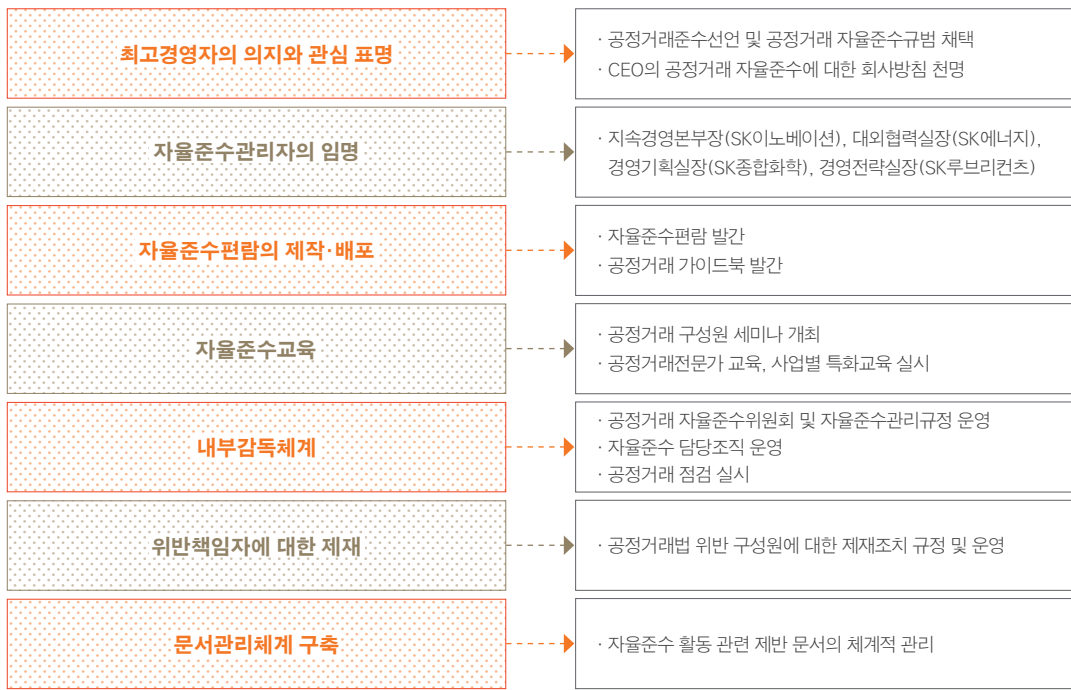 최고경영자의 의지와 관심 표명
· 공정거래준수선언 및 공정거래 자율준수규범 채택
· CEO의 공정거래 자율준수에 대한 회사방침 천명
자율준수관리자의 임명
· 지속경영본부장(SK이노베이션), 대외협력실장(SK에너지),
경영기획실장(SK종합화학), 경영전략실장(SK루브리컨츠)
자율준수편람의 제작·배포
· 자율준수편람 발간
· 공정거래 가이드북 발간
자율준수교육
· 공정거래 구성원 세미나 개최
· 공정거래전문가 교육, 사업별 특화교육 실시
내부감독체계
· 공정거래 자율준수위원회 및 자율준수관리규정 운영
· 자율준수 담당조직 운영
· 공정거래 점검 실시
위반책임자에 대한 제재
· 공정거래법 위반 구성원에 대한 제재조치 규정 및 운영
문서관리체계 구축
· 자율준수 활동 관련 제반 문서의 체계적 관리